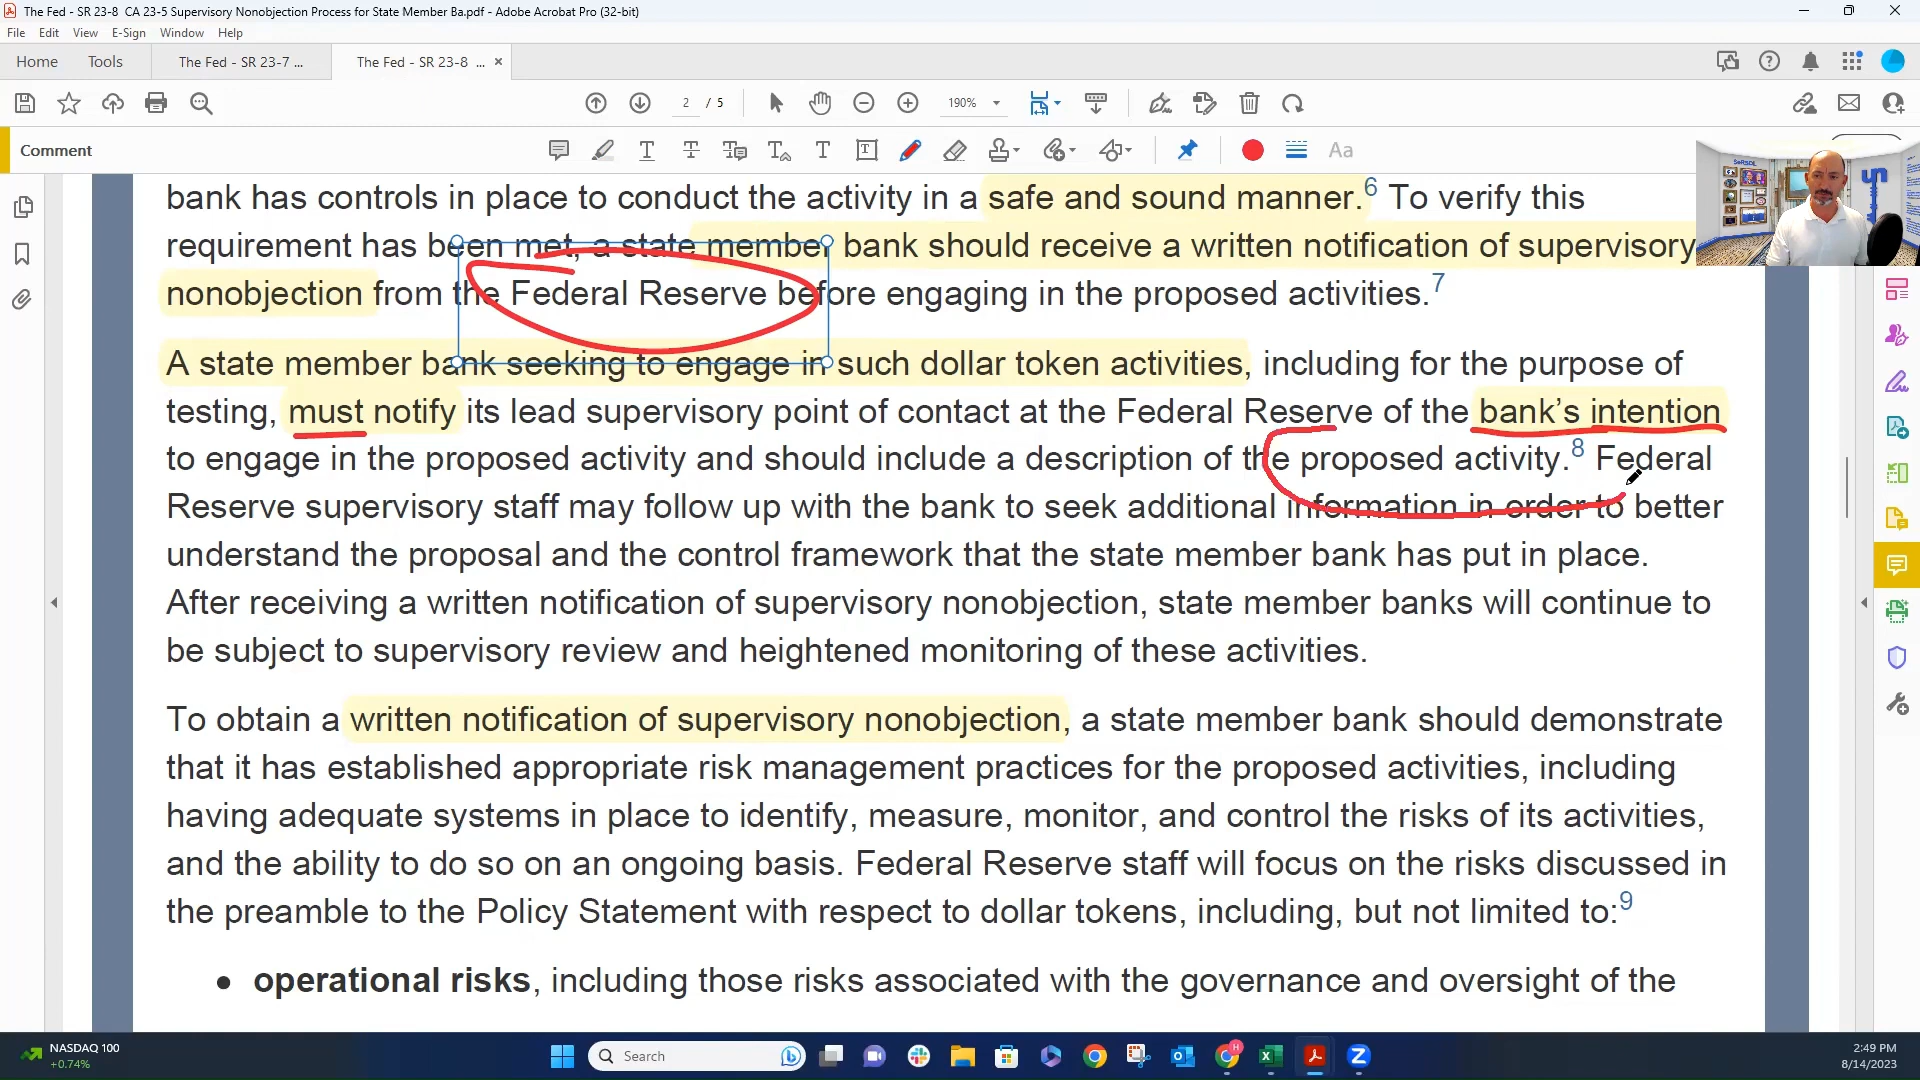 The Fed - SR 23-8 CA 23-5 Supervisory Nonobjection Process for State Member Ba.pdf - Adobe Acrobat Pro (32-bit)
File Edit View E-Sign Window Help
Home Tools The Fed - SR 23-7 ... The Fed - SR 23-8 ...
2 / 5 190%
Comment
Aa
bank has controls in place to conduct the activity in a safe and sound manner.6 To verify this
requirement has been met, a state member bank should receive a written notification of supervisory
nonobjection from the Federal Reserve before engaging in the proposed activities.7
A state member bank seeking to engage in such dollar token activities, including for the purpose of
testing, must notify its lead supervisory point of contact at the Federal Reserve of the bank’s intention
to engage in the proposed activity and should include a description of the proposed activity.8 Federal
Reserve supervisory staff may follow up with the bank to seek additional information in order to better
understand the proposal and the control framework that the state member bank has put in place.
After receiving a written notification of supervisory nonobjection, state member banks will continue to
be subject to supervisory review and heightened monitoring of these activities.
To obtain a written notification of supervisory nonobjection, a state member bank should demonstrate
that it has established appropriate risk management practices for the proposed activities, including
having adequate systems in place to identify, measure, monitor, and control the risks of its activities,
and the ability to do so on an ongoing basis. Federal Reserve staff will focus on the risks discussed in
the preamble to the Policy Statement with respect to dollar tokens, including, but not limited to:9
● operational risks, including those risks associated with the governance and oversight of the
NASDAQ 100
+0.74%
Search
2:49 PM
8/14/2023